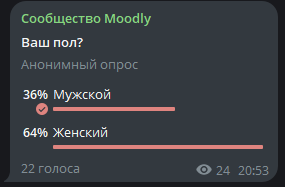 Сообщество Moodly
Ваш пол?
Анонимный опрос
36% Мужской
64% Женский
22 голоса 24 20:53